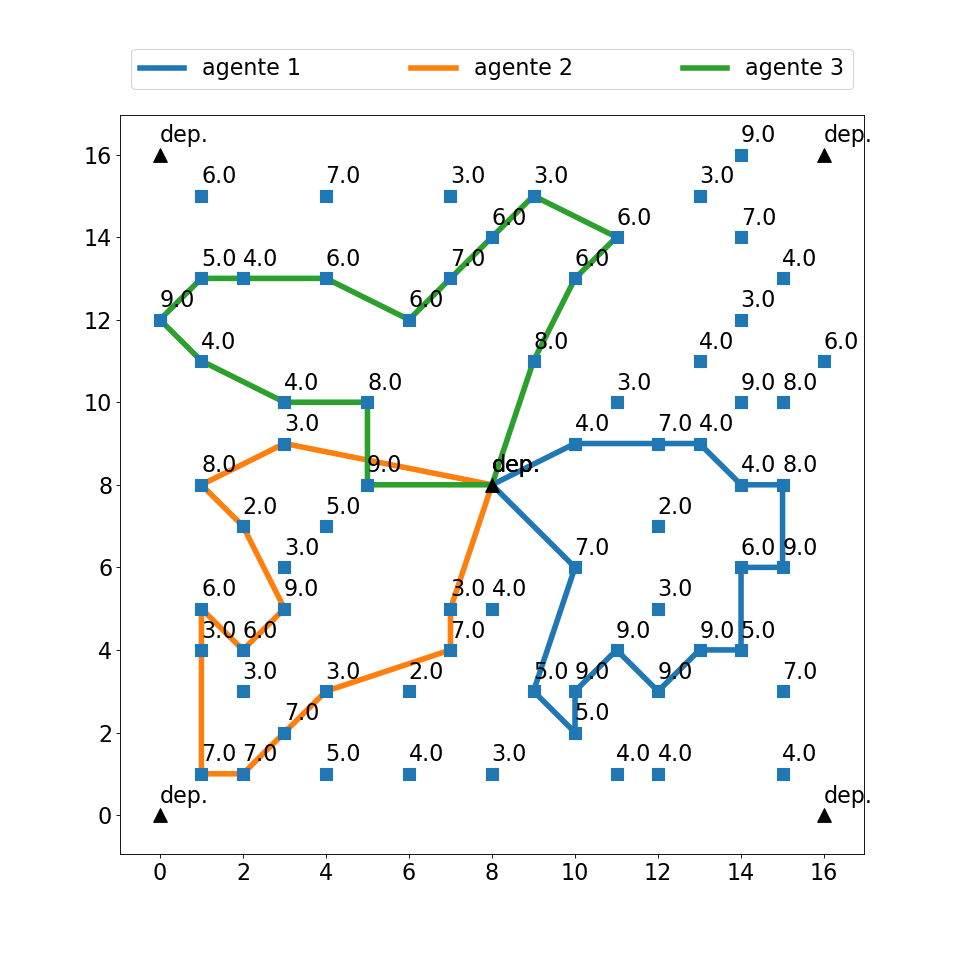 agente 1 agente 2 agente 3
dep. 9.0 dep.
16
6.0 7.0 3.0 3.0 3.0
6.0 6.0 7.0
14
5.0 4.0 6.0 7.0 6.0 4.0
9.0 6.0 3.0
12
4.0 8.0 4.0 6.0
4.0 8.0 3.0 9.0 8.0
10
3.0 4.0 7.0 4.0
8.0 9.0 dep. dep. 4.0 8.0
8
2.0 5.0 2.0
3.0 7.0 6.0 9.0
6
6.0 9.0 3.0 4.0 3.0
3.0 6.0 7.0 9.0 9.0 5.0
4
3.0 3.0 2.0 5.0 9.0 9.0 7.0
7.0 5.0
2
7.0 7.0 5.0 4.0 3.0 4.0 4.0 4.0
dep. dep.
0
0 2 4 6 8 10 12 14 16